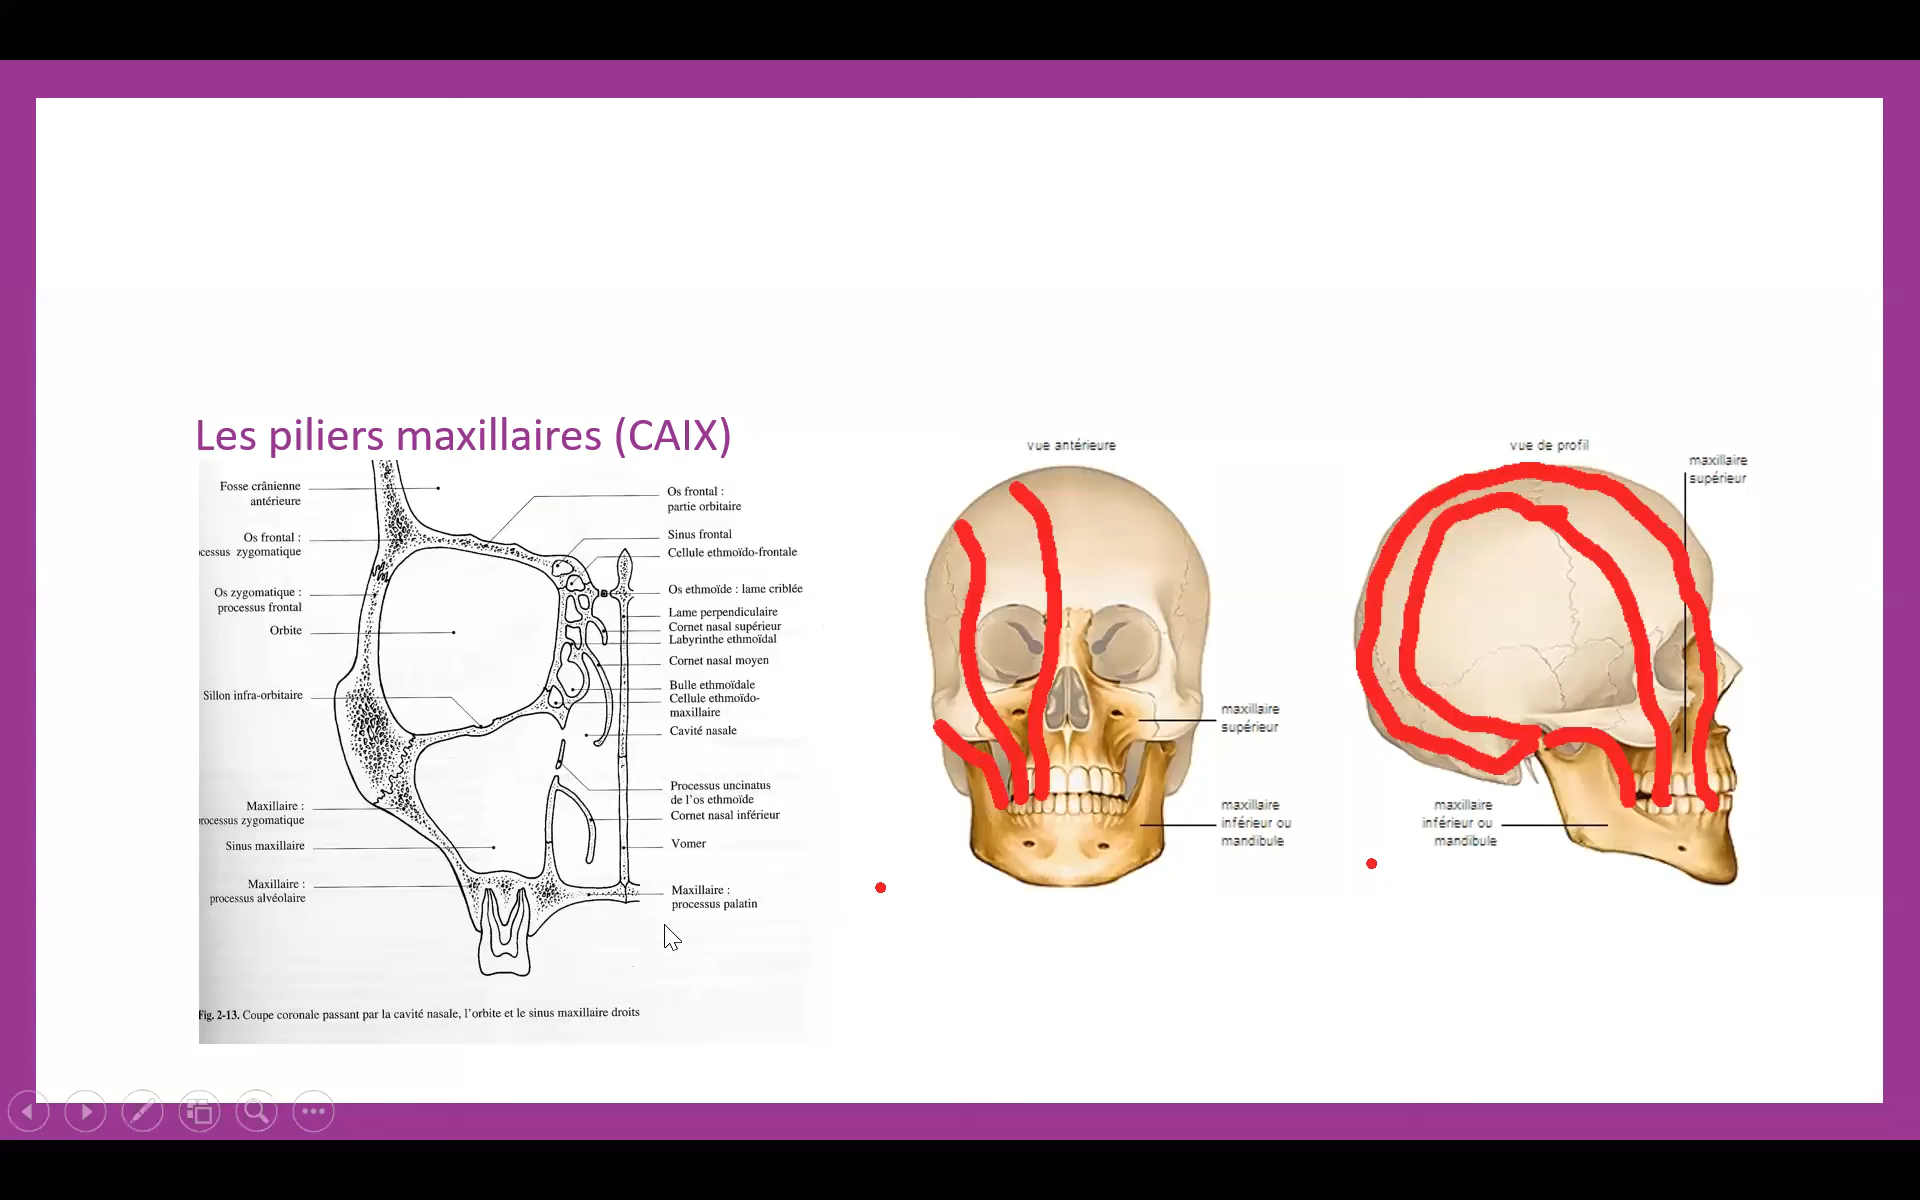 Les piliers maxillaires (CAIX)
Fosse crânienne
antérieure
Os frontal :
cessus zygomatique
Os zygomatique :
processus frontal
Orbite
Sillon infra-orbitaire
Maxillaire :
rocessus zygomatique
Sinus maxillaire
Maxillaire :
processus alvéolaire
Os frontal :
partie orbitaire
Sinus frontal
Cellule ethmoïdo-frontale
Os ethmoïde : lame criblée
Lame perpendiculaire
Cornet nasal supérieur
Labyrinthe ethmoïdal
Cornet nasal moyen
Bulle ethmoïdale
Cellule ethmoïdo-
maxillaire
Cavité nasale
Processus uncinatus
de l'os ethmoïde
Cornet nasal inférieur
Vomer
Maxillaire :
processus palatin
Fig. 2-13. Coupe coronale passant par la cavité nasale, l'orbite et le sinus maxillaire droits
vue antérieure
maxillaire
supérieur
maxillaire
inférieur ou
mandibule
vue de profil
maxillaire
supérieur
maxillaire
inférieur ou
mandibule